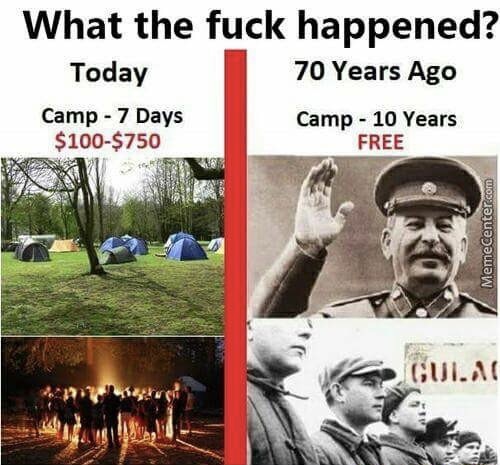 What the fuck happened?
Today
Camp - 7 Days
$100-$750
70 Years Ago
Camp - 10 Years
FREE
MemeCenter.com
GULAG